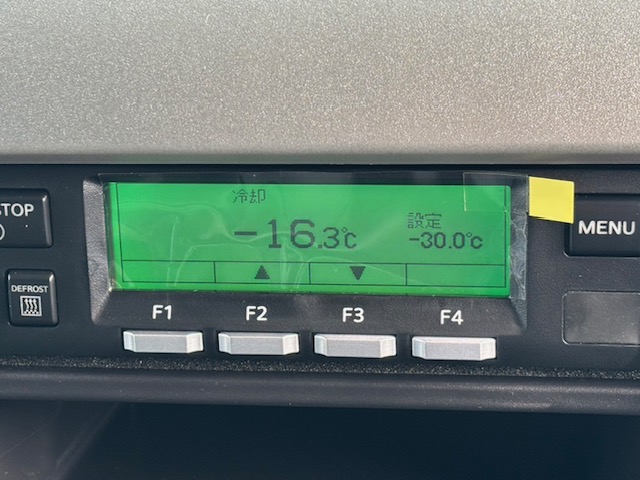 STOP
DEFROST
冷却
-16.3℃
設定
-30.0℃
▲ ▼
F1 F2 F3 F4
MENU